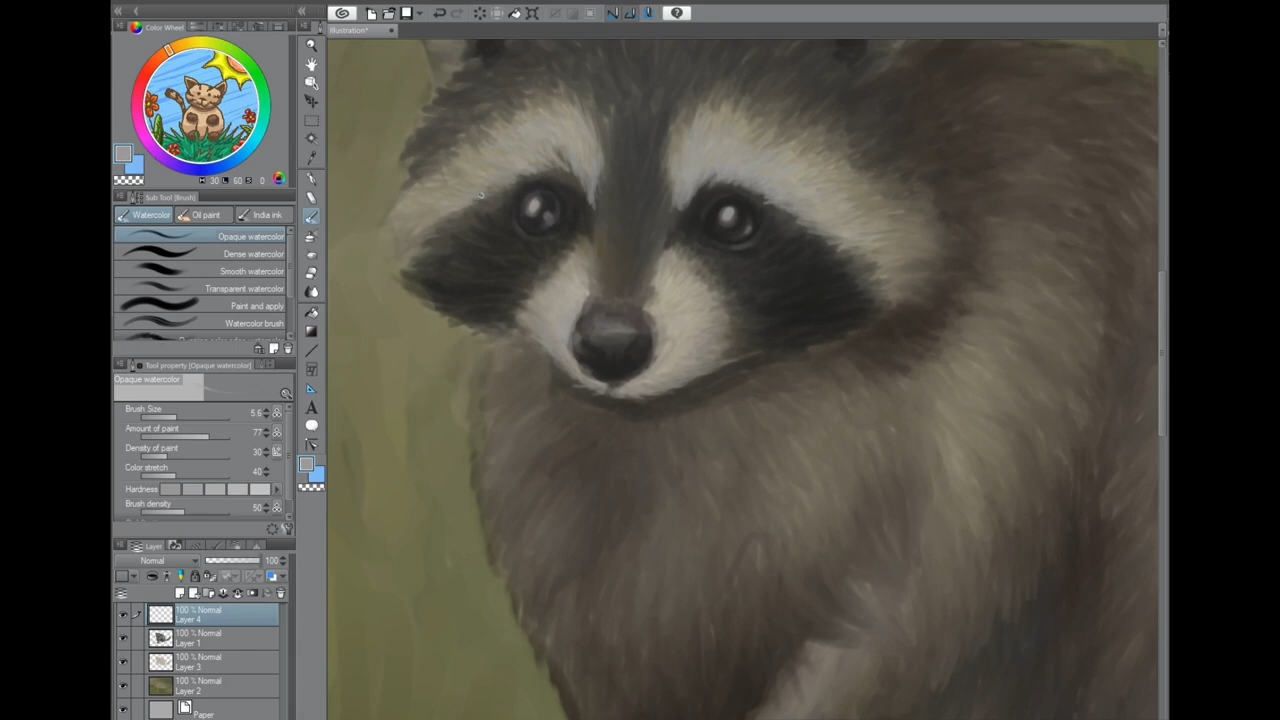 Color Wheel
Illustration*
H 30 L 60 S 0
Sub Tool [Brush]
Watercolor Oil paint India ink
Opaque watercolor
Dense watercolor
Smooth watercolor
Transparent watercolor
Paint and apply
Watercolor brush
Tool property [Opaque watercolor]
Opaque watercolor
Brush Size 5.6
Amount of paint 77
Density of paint 30
Color stretch 40
Hardness
Brush density 50
Layer
Normal 100
100 % Normal
Layer 4
100 % Normal
Layer 1
100 % Normal
Layer 3
100 % Normal
Layer 2
Paper